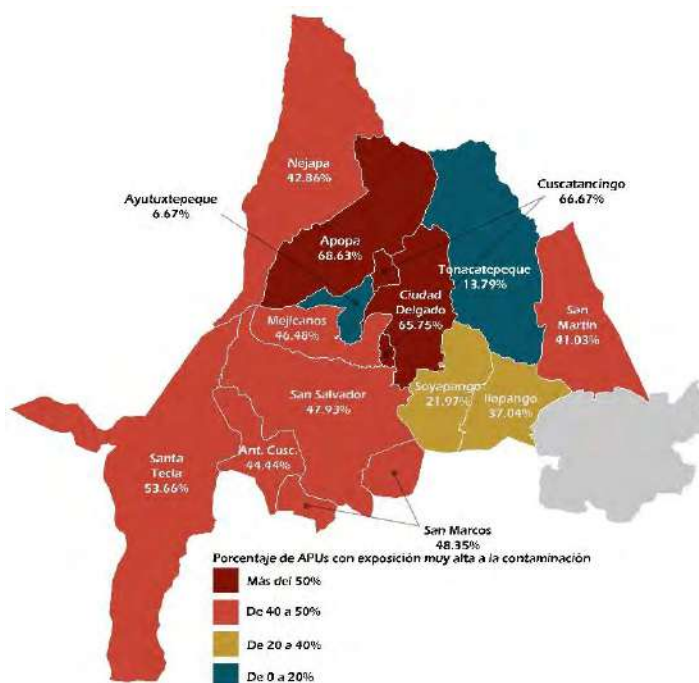 Nejapa
42.86%
Ayutuxtepeque
6.67%
Cuscatancingo
66.67%
Apopa
68.63%
Tonacatepeque
13.79%
Ciudad
Delgado
65.75%
San
Martín
41.03%
Mejicanos
46.48%
Soyapango
21.97%
Ilopango
37.04%
San Salvador
47.93%
Ant. Cusc.
44.44%
Santa
Tecla
53.66%
San Marcos
48.35%
Porcentaje de APUs con exposición muy alta a la contaminación
Más del 50%
De 40 a 50%
De 20 a 40%
De 0 a 20%